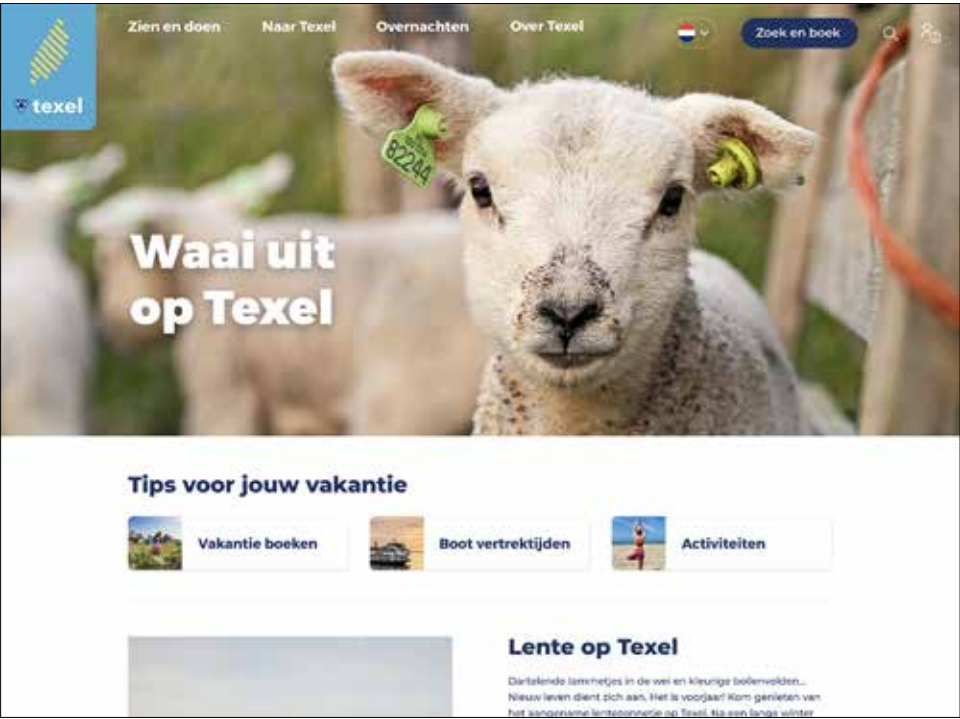 Zien en doen
Naar Texel
Overnachten
Over Texel
Zoek en boek
texel
82244
Waai uit
op Texel
Tips voor jouw vakantie
Vakantie boeken
Boot vertrektijden
Activiteiten
Lente op Texel
Dartelende lammetjes in de wei en kleurige bollenvelden...
Nieuw leven dient zich aan. Het is voorjaar! Kom genieten van
het aangename lentezonnetje op Texel. Na een lange winter